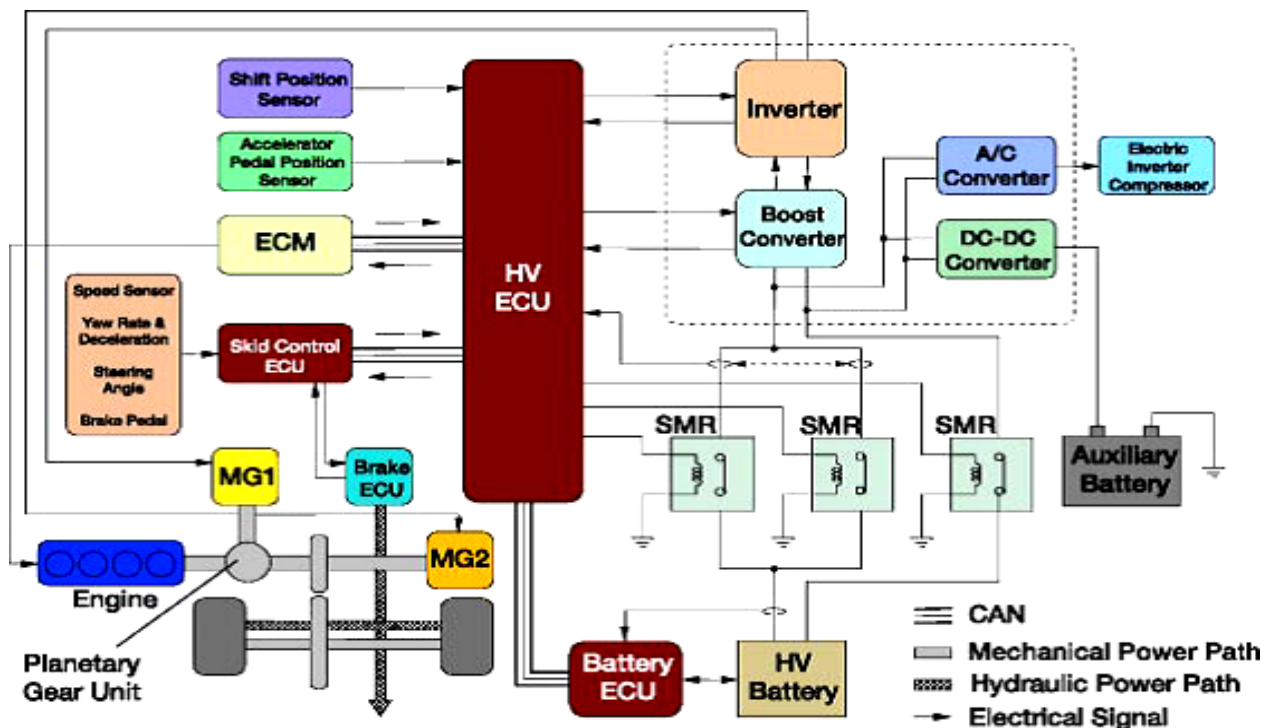 Shift Position
Sensor
Accelerator
Pedal Position
Sensor
ECM
Speed Sensor
Yaw Rate &
Deceleration
Steering
Angle
Brake Pedal
Skid Control
ECU
HV
ECU
Inverter
Boost
Converter
A/C
Converter
Electric
Inverter
Compressor
DC-DC
Converter
SMR
SMR
SMR
Auxiliary
Battery
MG1
Brake
ECU
MG2
Engine
Planetary
Gear Unit
Battery
ECU
HV
Battery
CAN
Mechanical Power Path
Hydraulic Power Path
Electrical Signal